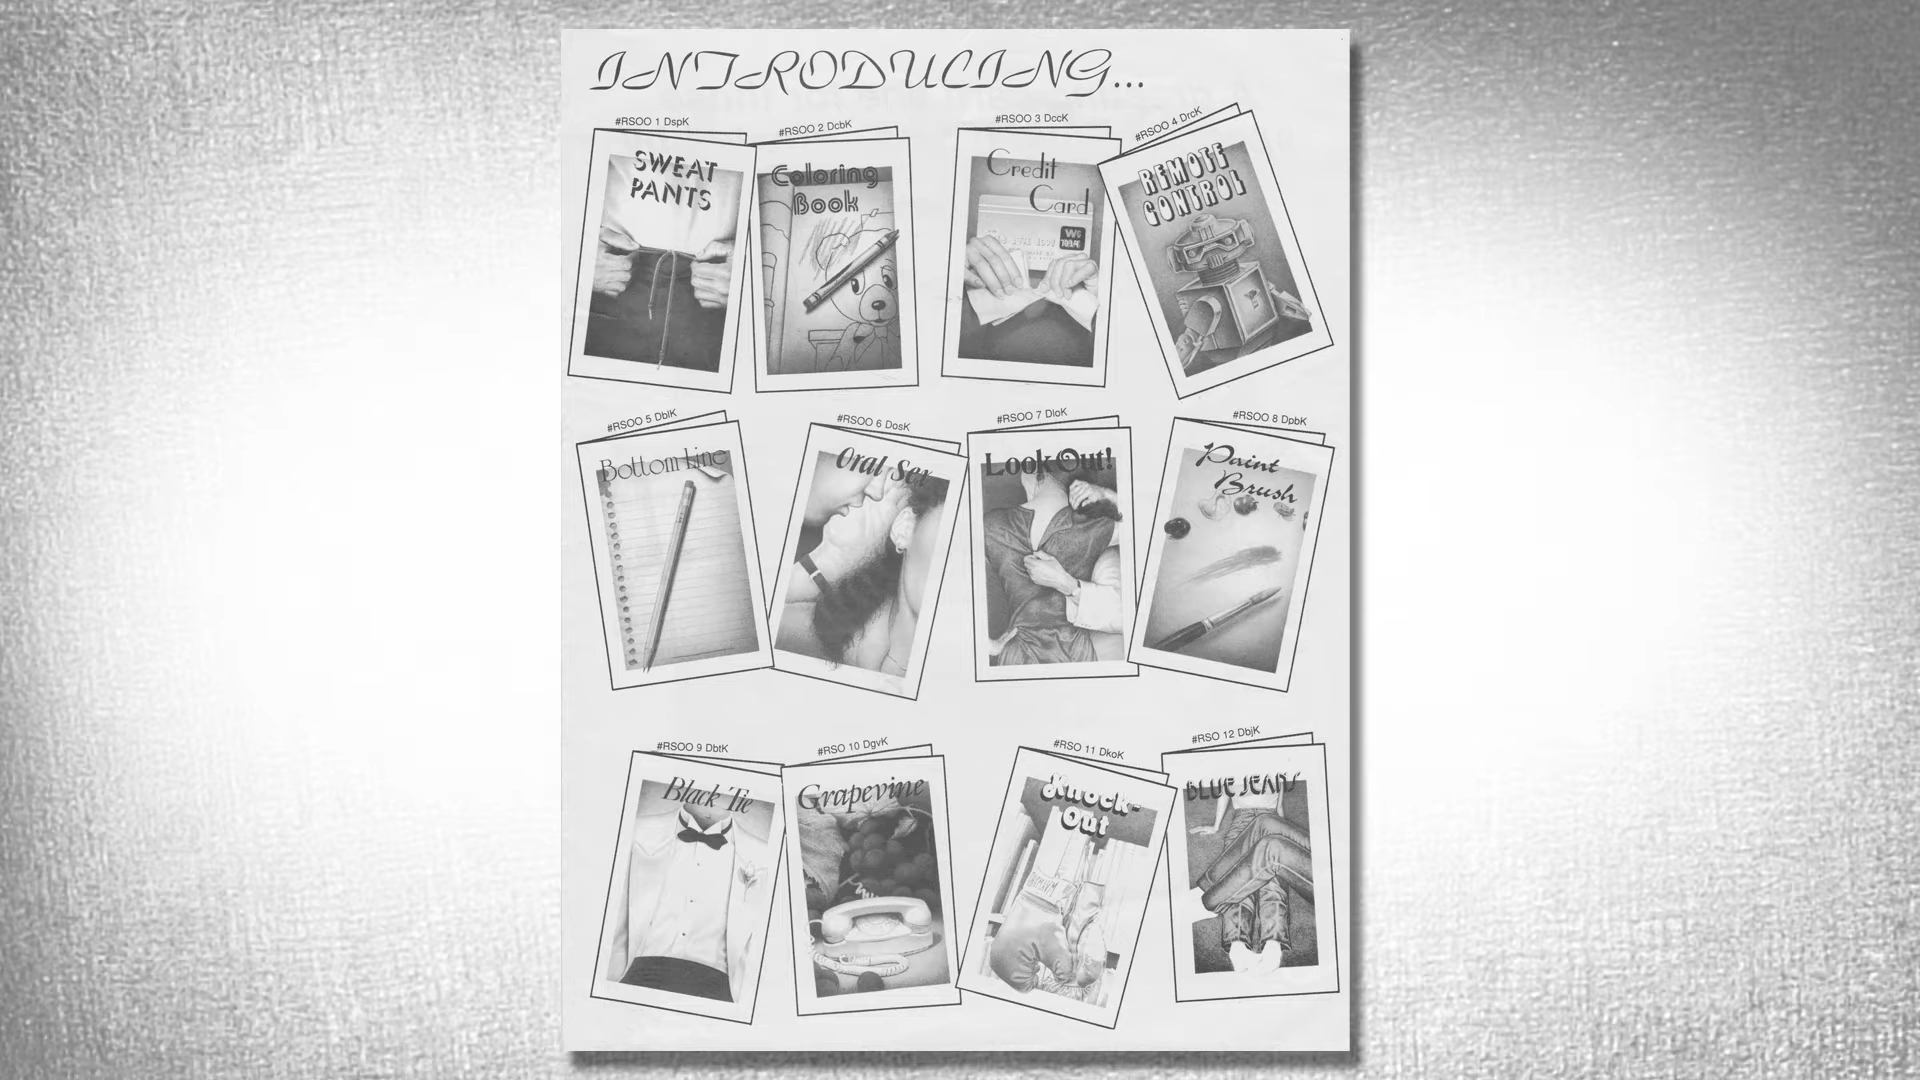 INTRODUCING...
#RSOO 1 DspK
SWEAT
PANTS
#RSOO 2 DcbK
Coloring
Book
#RSOO 3 DccK
Credit
Card
#RSOO 4 DrcK
REMOTE
CONTROL
#RSOO 5 DblK
Bottom Line
#RSOO 6 DosK
Oral Sex
#RSOO 7 DloK
Look Out!
#RSOO 8 DpbK
Paint
Brush
#RSOO 9 DbtK
Black Tie
#RSO 10 DgvK
Grapevine
#RSO 11 DkoK
Knock-
Out
#RSO 12 DbjK
BLUE JEANS